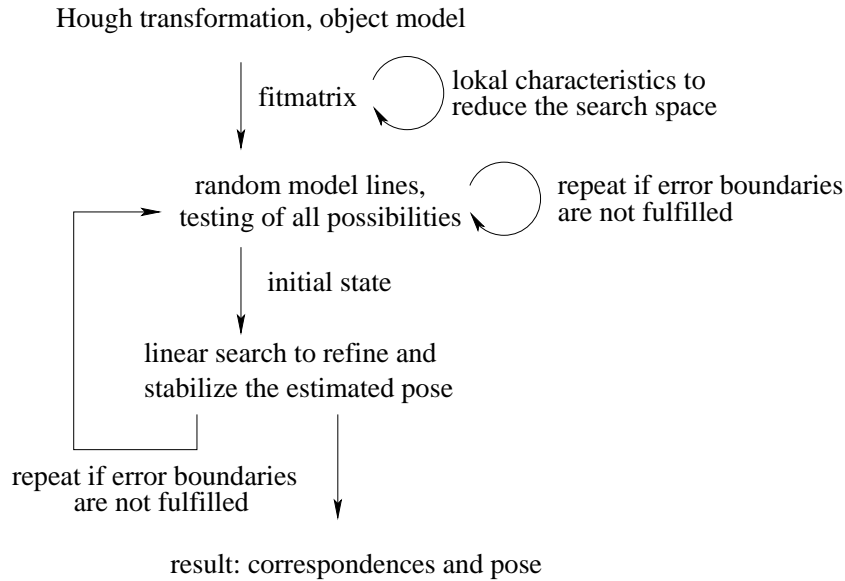 Hough transformation, object model
fitmatrix
lokal characteristics to
reduce the search space
random model lines,
testing of all possibilities
repeat if error boundaries
are not fulfilled
initial state
linear search to refine and
stabilize the estimated pose
repeat if error boundaries
are not fulfilled
result: correspondences and pose